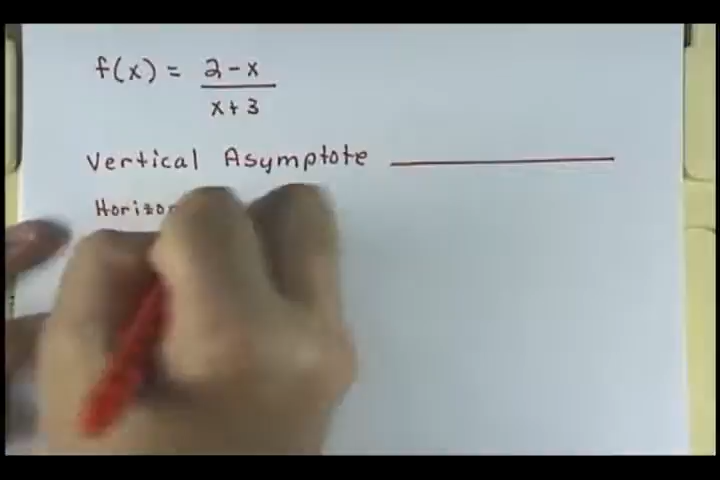 f(x) = 2-x / x+3
Vertical Asymptote